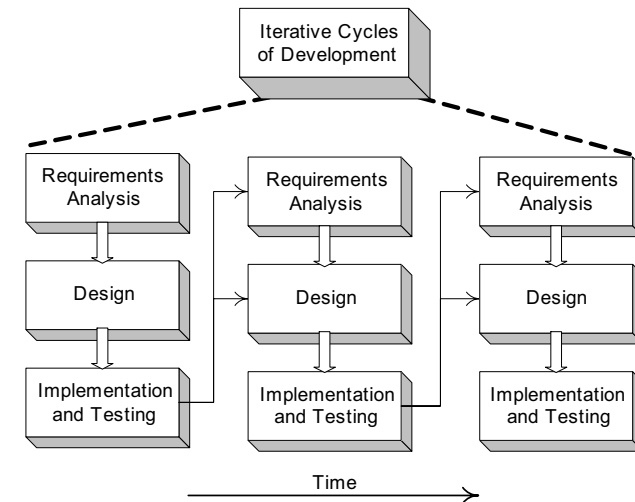 Iterative Cycles
of Development
Requirements
Analysis
Design
Implementation
and Testing
Requirements
Analysis
Design
Implementation
and Testing
Requirements
Analysis
Design
Implementation
and Testing
Time